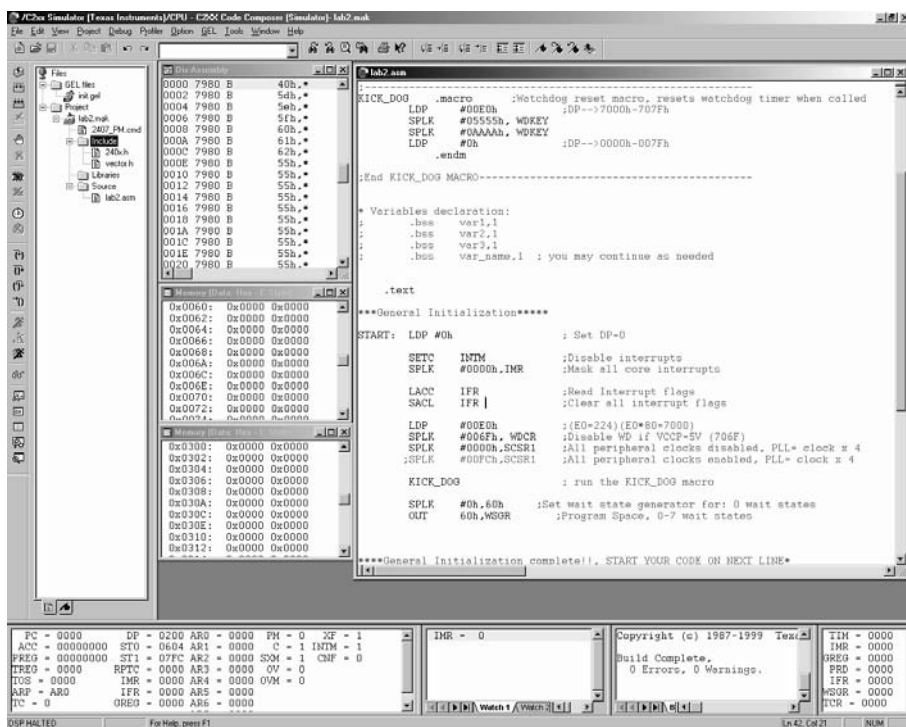 /C2xx Simulator (Texas Instruments)/CPU - C2XX Code Composer (Simulator)- lab2.mak
File Edit View Project Debug Profiler Option GEL Tools Window Help
Files
GEL files
init.gel
Project
lab2.mak
2407_PM.cmd
Include
240x.h
vector.h
Libraries
Source
lab2.asm
Dis-Assembly
0000 7980 B 40h,*
0002 7980 B 5dh,*
0004 7980 B 5eh,*
0006 7980 B 5fh,*
0008 7980 B 60h,*
000A 7980 B 61h,*
000C 7980 B 62h,*
000E 7980 B 55h,*
0010 7980 B 55h,*
0012 7980 B 55h,*
0014 7980 B 55h,*
0016 7980 B 55h,*
0018 7980 B 55h,*
001A 7980 B 55h,*
001C 7980 B 55h,*
001E 7980 B 55h,*
0020 7980 B 55h,*
0x0060: 0x0000 0x0000
0x0062: 0x0000 0x0000
0x0064: 0x0000 0x0000
0x0066: 0x0000 0x0000
0x0068: 0x0000 0x0000
0x006A: 0x0000 0x0000
0x006C: 0x0000 0x0000
0x006E: 0x0000 0x0000
0x0070: 0x0000 0x0000
0x0072: 0x0000 0x0000
0x0300: 0x0000 0x0000
0x0302: 0x0000 0x0000
0x0304: 0x0000 0x0000
0x0306: 0x0000 0x0000
0x0308: 0x0000 0x0000
0x030A: 0x0000 0x0000
0x030C: 0x0000 0x0000
0x030E: 0x0000 0x0000
0x0310: 0x0000 0x0000
0x0312: 0x0000 0x0000
lab2.asm
KICK_DOG .macro ;Watchdog reset macro, resets watchdog timer when called
LDP #00E0h ;DP-->7000h-707Fh
SPLK #05555h, WDKEY
SPLK #0AAAAh, WDKEY
LDP #0h ;DP-->0000h-007Fh
.endm
;End KICK_DOG MACRO------------------------------------------
* Variables declaration:
; .bss var1,1
; .bss var2,1
; .bss var3,1
; .bss var_name,1 ; you may continue as needed
.text
***General Initialization*****
START: LDP #0h ; Set DP=0
SETC INTM ;Disable interrupts
SPLK #0000h,IMR ;Mask all core interrupts
LACC IFR ;Read Interrupt flags
SACL IFR ;Clear all interrupt flags
LDP #00E0h ;(E0=224)(E0*80=7000)
SPLK #006Fh, WDCR ;Disable WD if VCCP=5V (706F)
SPLK #0000h,SCSR1 ;All peripheral clocks disabled, PLL= clock x 4
;SPLK #00FCh,SCSR1 ;All peripheral clocks enabled, PLL= clock x 4
KICK_DOG ; run the KICK_DOG macro
SPLK #0h,60h ;Set wait state generator for: 0 wait states
OUT 60h,WSGR ;Program Space, 0-7 wait states
****General Initialization complete!!, START YOUR CODE ON NEXT LINE*
PC = 0000 DP = 0200 AR0 = 0000 PM = 0 XF = 1
ACC = 00000000 ST0 = 0604 AR1 = 0000 C = 1 INTM = 1
PREG = 00000000 ST1 = 07FC AR2 = 0000 SXM = 1 CNF = 0
TREG = 0000 RPTC = 0000 AR3 = 0000 OV = 0
TOS = 0000 IMR = 0000 AR4 = 0000 OVM = 0
ARP = AR0 IFR = 0000 AR5 = 0000
TC = 0 GREG = 0000 AR6 = 0000
IMR = 0
Watch 1 Watch 2
Copyright (c) 1987-1999 Texa
Build Complete,
0 Errors, 0 Warnings.
TIM = 0000
IMR = 0000
GREG = 0000
PRD = 0000
IFR = 0000
WSGR = 0000
TCR = 0000
DSP HALTED For Help, press F1 Ln 42, Col 21 NUM